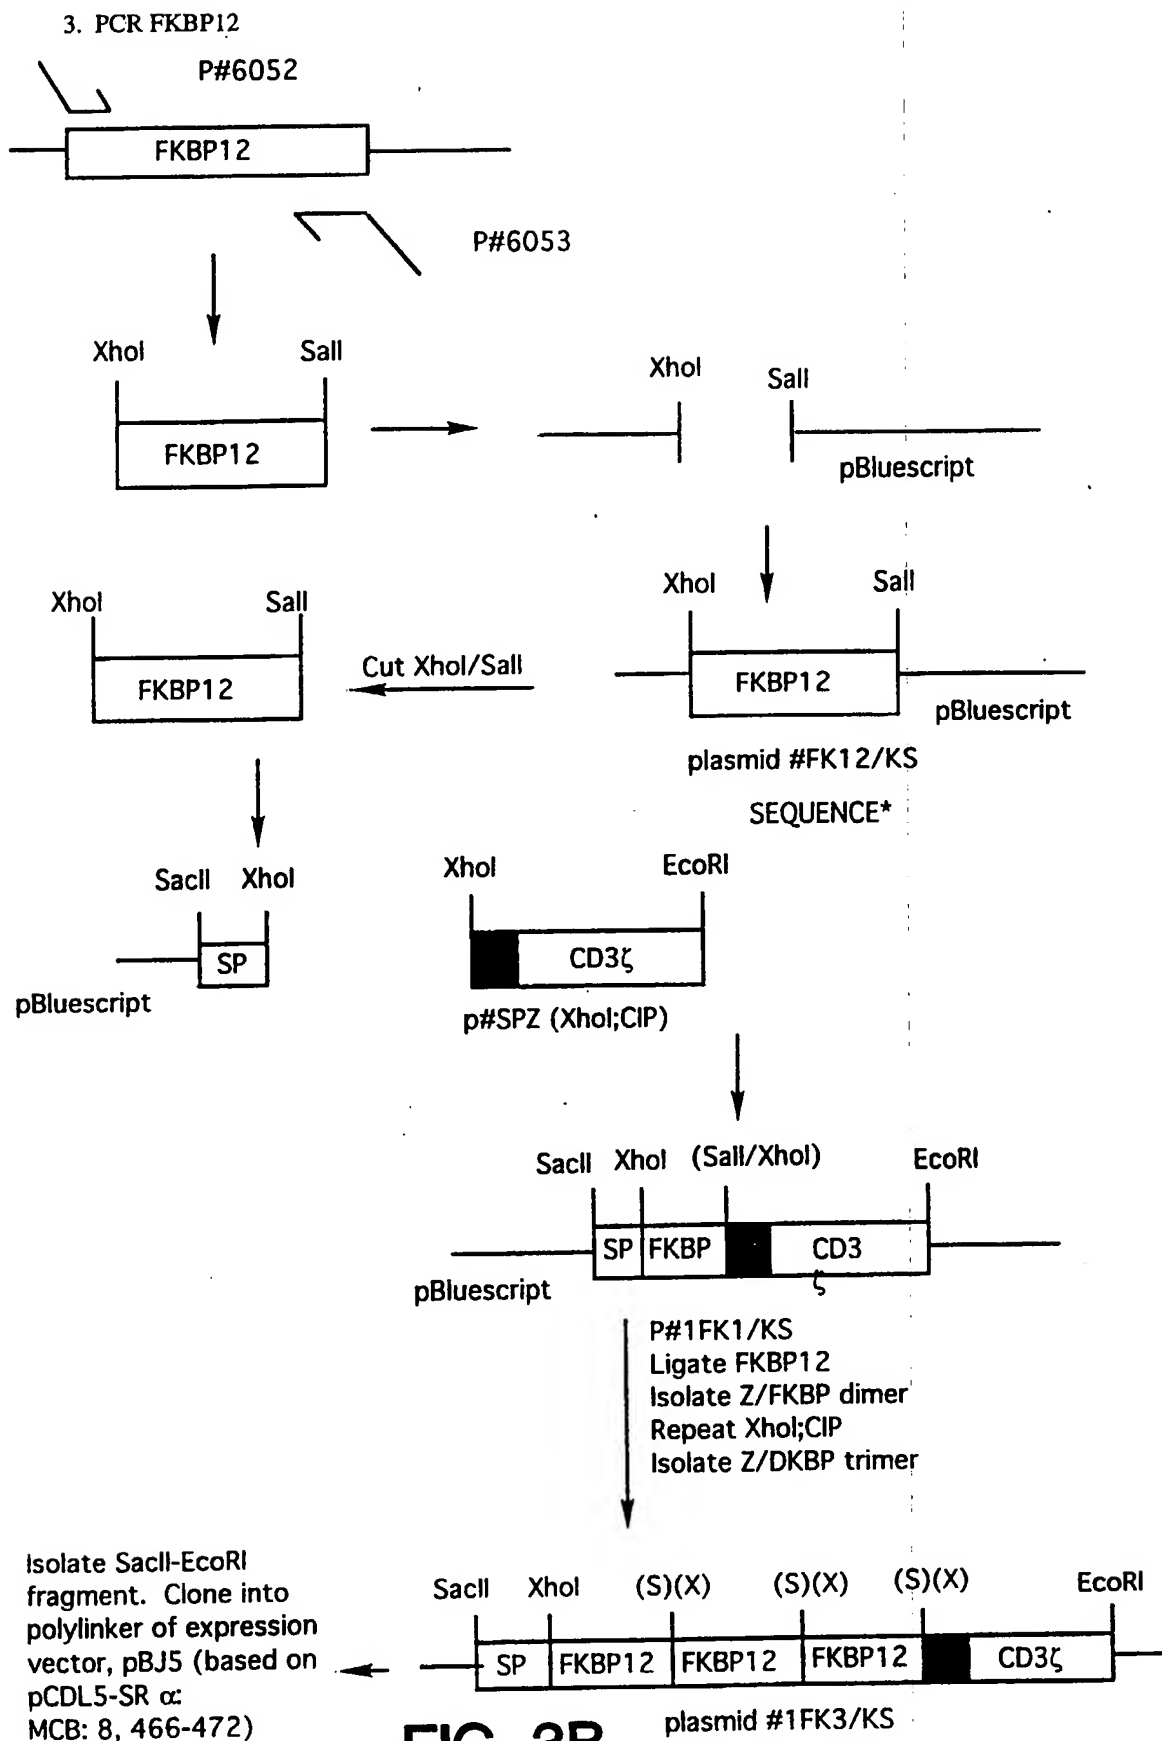 3. PCR FKBP12
P#6052
FKBP12
P#6053
XhoI SalI
FKBP12
XhoI SalI
pBluescript
XhoI SalI
FKBP12
pBluescript
plasmid #FK12/KS
SEQUENCE*
Cut XhoI/SalI
XhoI SalI
FKBP12
SacII XhoI
SP
pBluescript
XhoI EcoRI
CD3ζ
p#SPZ (XhoI;CIP)
SacII XhoI (SalI/XhoI) EcoRI
SP FKBP CD3
ζ
pBluescript
P#1FK1/KS
Ligate FKBP12
Isolate Z/FKBP dimer
Repeat XhoI;CIP
Isolate Z/DKBP trimer
SacII XhoI (S)(X) (S)(X) (S)(X) EcoRI
SP FKBP12 FKBP12 FKBP12 CD3ζ
plasmid #1FK3/KS
Isolate SacII-EcoRI
fragment. Clone into
polylinker of expression
vector, pBJ5 (based on
pCDL5-SR α:
MCB: 8, 466-472)
FIG. 3B